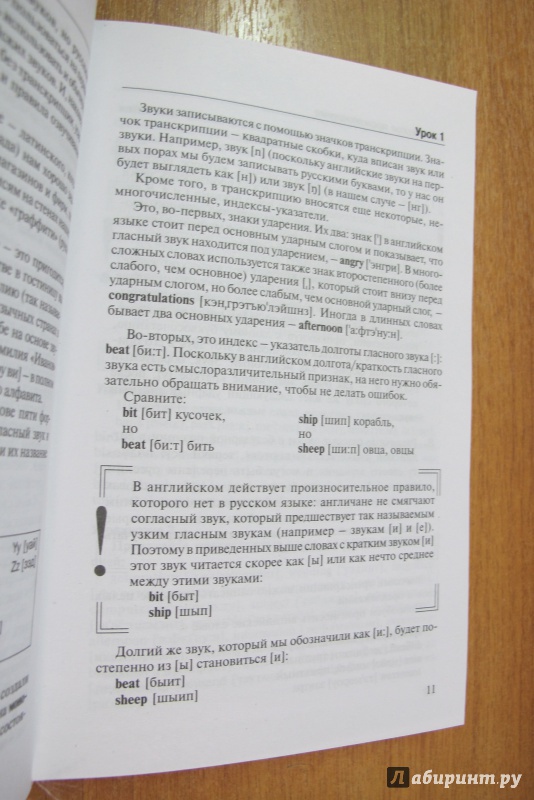 Урок 1
Звуки записываются с помощью значков транскрипции. Зна-
чок транскрипции – квадратные скобки, куда вписан звук или
звуки. Например, звук [n] (поскольку английские звуки на пер-
вых порах мы будем записывать русскими буквами, то у нас он
будет выглядеть как [н]) или звук [ŋ] (в нашем случае – [нг]).
Кроме того, в транскрипцию вносятся еще некоторые, не-
многочисленные, индексы-указатели.
Это, во-первых, знаки ударения. Их два: знак ['] в английском
языке стоит перед основным ударным слогом и показывает, что
гласный звук находится под ударением, – angry ['энгри]. В много-
сложных словах используется также знак второстепенного (более
слабого, чем основное) ударения [,], который стоит внизу перед
ударным слогом, но более слабым, чем основной ударный слог, –
congratulations [кэн,грэтъю'лэйшнз]. Иногда в длинных словах
бывает два основных ударения – afternoon ['а:фтэ'ну:н].
Во-вторых, это индекс – указатель долготы гласного звука [:]:
beat [би:т]. Поскольку в английском долгота/краткость гласного
звука есть смыслоразличительный признак, на него нужно обя-
зательно обращать внимание, чтобы не делать ошибок.
Сравните:
bit [бит] кусочек, ship [шип] корабль,
но но
beat [би:т] бить sheep [ши:п] овца, овцы
! В английском действует произносительное правило,
которого нет в русском языке: англичане не смягчают
согласный звук, который предшествует так называемым
узким гласным звукам (например – звукам [и] и [е]).
Поэтому в приведенных выше словах с кратким звуком [и]
этот звук читается скорее как [ы] или как нечто среднее
между этими звуками:
bit [быт]
ship [шып]
Долгий же звук, который мы обозначили как [и:], будет по-
степенно из [ы] становиться [и]:
beat [быит]
sheep [шыип]
11
Yy [уай]
Zz [зэд]
Лабиринт.ру